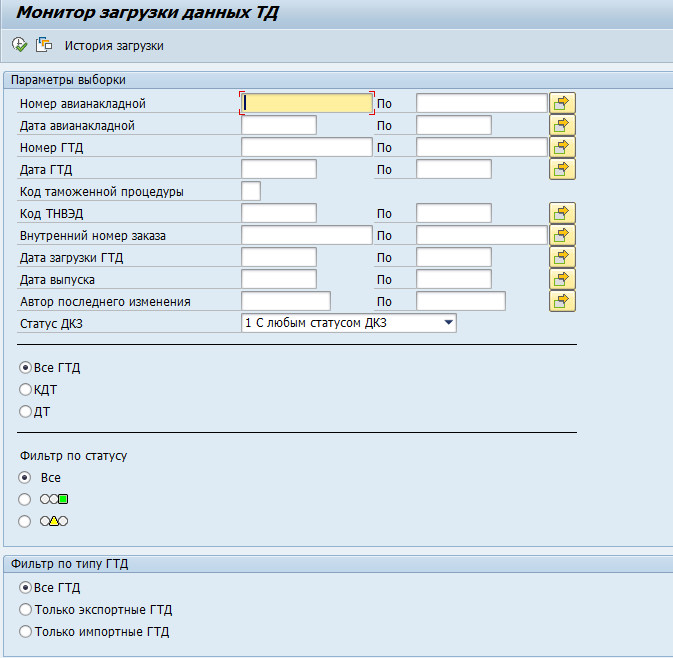 Монитор загрузки данных ТД
История загрузки
Параметры выборки
Номер авианакладной По
Дата авианакладной По
Номер ГТД По
Дата ГТД По
Код таможенной процедуры
Код ТНВЭД По
Внутренний номер заказа По
Дата загрузки ГТД По
Дата выпуска По
Автор последнего изменения По
Статус ДКЗ 1 С любым статусом ДКЗ
Все ГТД
КДТ
ДТ
Фильтр по статусу
Все
Фильтр по типу ГТД
Все ГТД
Только экспортные ГТД
Только импортные ГТД